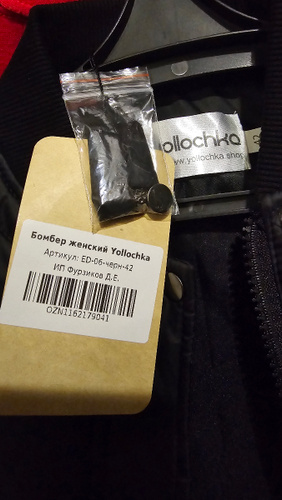 yollochka
www.yollochka.shop
Бомбер женский Yollochka
Артикул: ED-06-черн-42
ИП Фурзиков Д.Е.
OZN1162179041